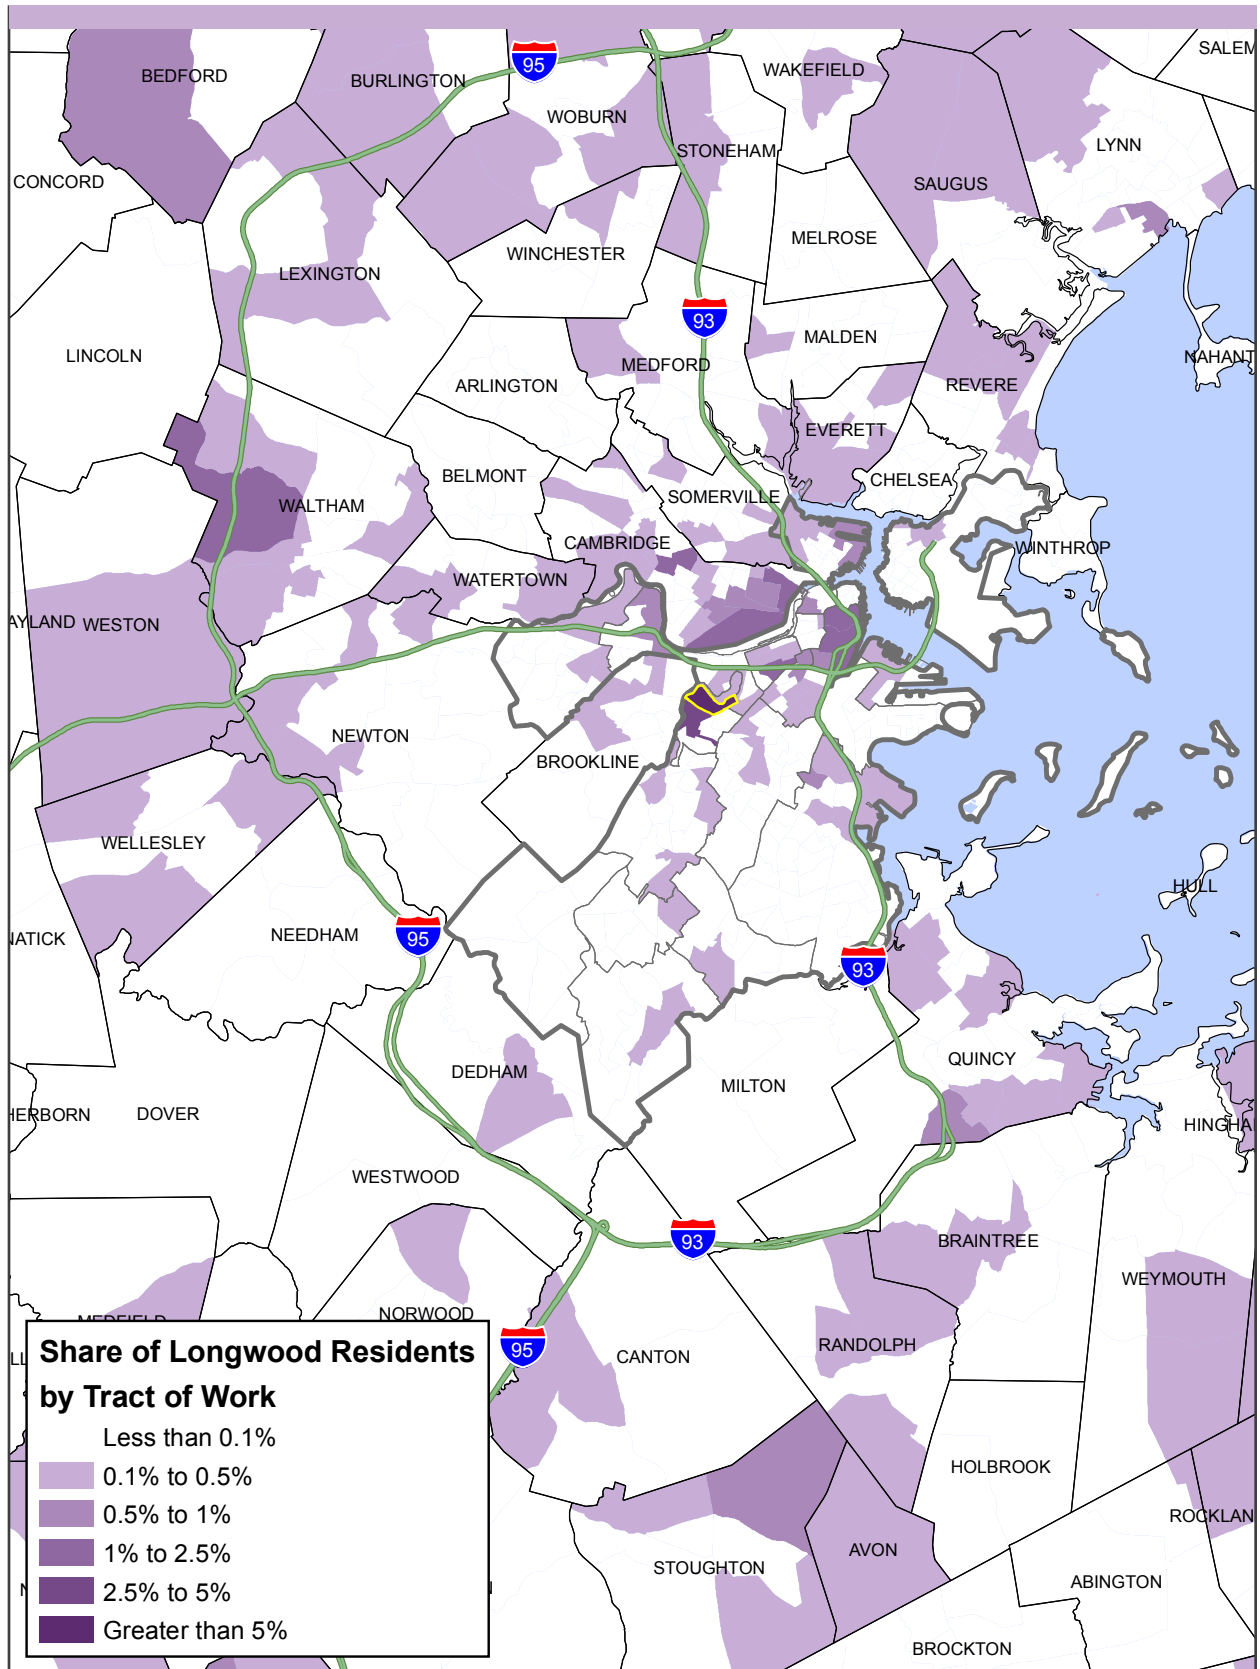 SALEM
95
BEDFORD
BURLINGTON
WAKEFIELD
WOBURN
STONEHAM
LYNN
CONCORD
SAUGUS
MELROSE
WINCHESTER
LEXINGTON
93
MALDEN
LINCOLN
MEDFORD
NAHANT
ARLINGTON
REVERE
EVERETT
BELMONT
CHELSEA
SOMERVILLE
WALTHAM
CAMBRIDGE
WINTHROP
WATERTOWN
AYLAND
WESTON
NEWTON
BROOKLINE
WELLESLEY
HULL
NEEDHAM
NATICK
95
93
QUINCY
DEDHAM
MILTON
HERBORN
DOVER
HINGHA
WESTWOOD
93
BRAINTREE
WEYMOUTH
NORWOOD
MEDFIELD
95
RANDOLPH
CANTON
Share of Longwood Residents
by Tract of Work
Less than 0.1%
0.1% to 0.5%
0.5% to 1%
1% to 2.5%
2.5% to 5%
Greater than 5%
HOLBROOK
ROCKLAN
AVON
STOUGHTON
ABINGTON
BROCKTON